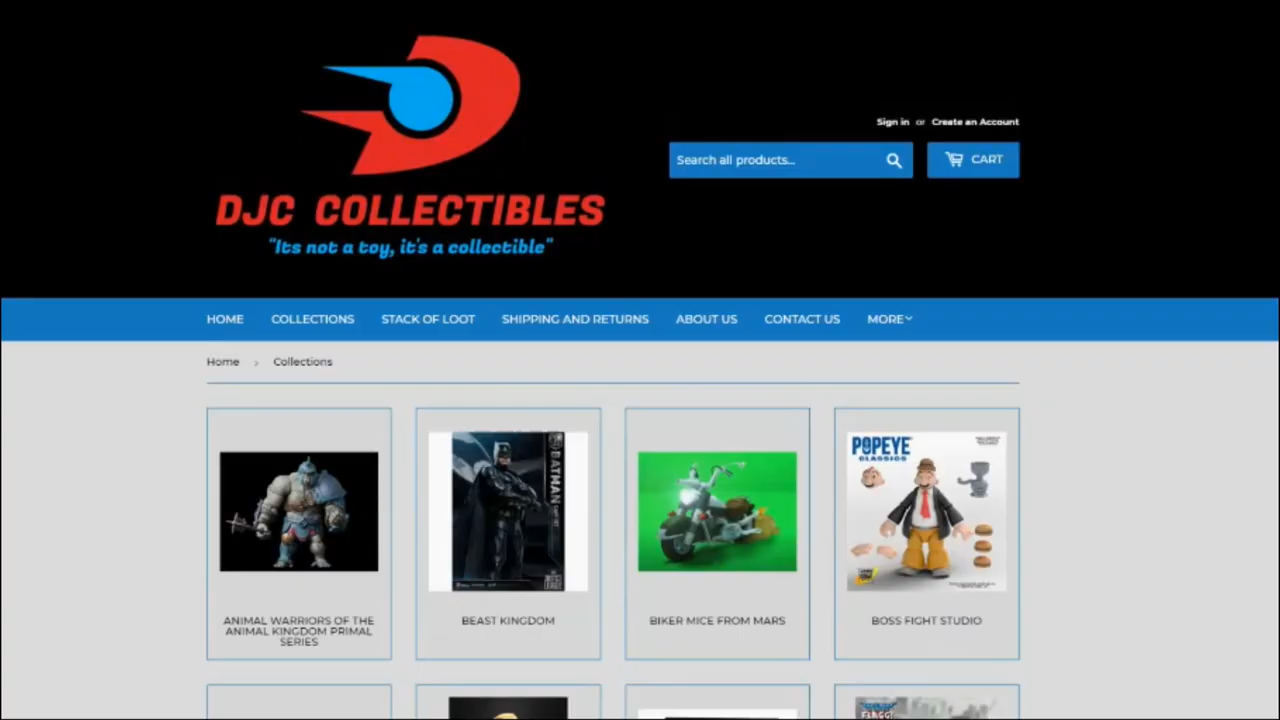 Sign in or Create an Account
Search all products...
CART
DJC COLLECTIBLES
"Its not a toy, it's a collectible"
HOME COLLECTIONS STACK OF LOOT SHIPPING AND RETURNS ABOUT US CONTACT US MORE
Home › Collections
BATMAN
POPEYE
CLASSICS
ANIMAL WARRIORS OF THE
ANIMAL KINGDOM PRIMAL
SERIES
BEAST KINGDOM
BIKER MICE FROM MARS
BOSS FIGHT STUDIO